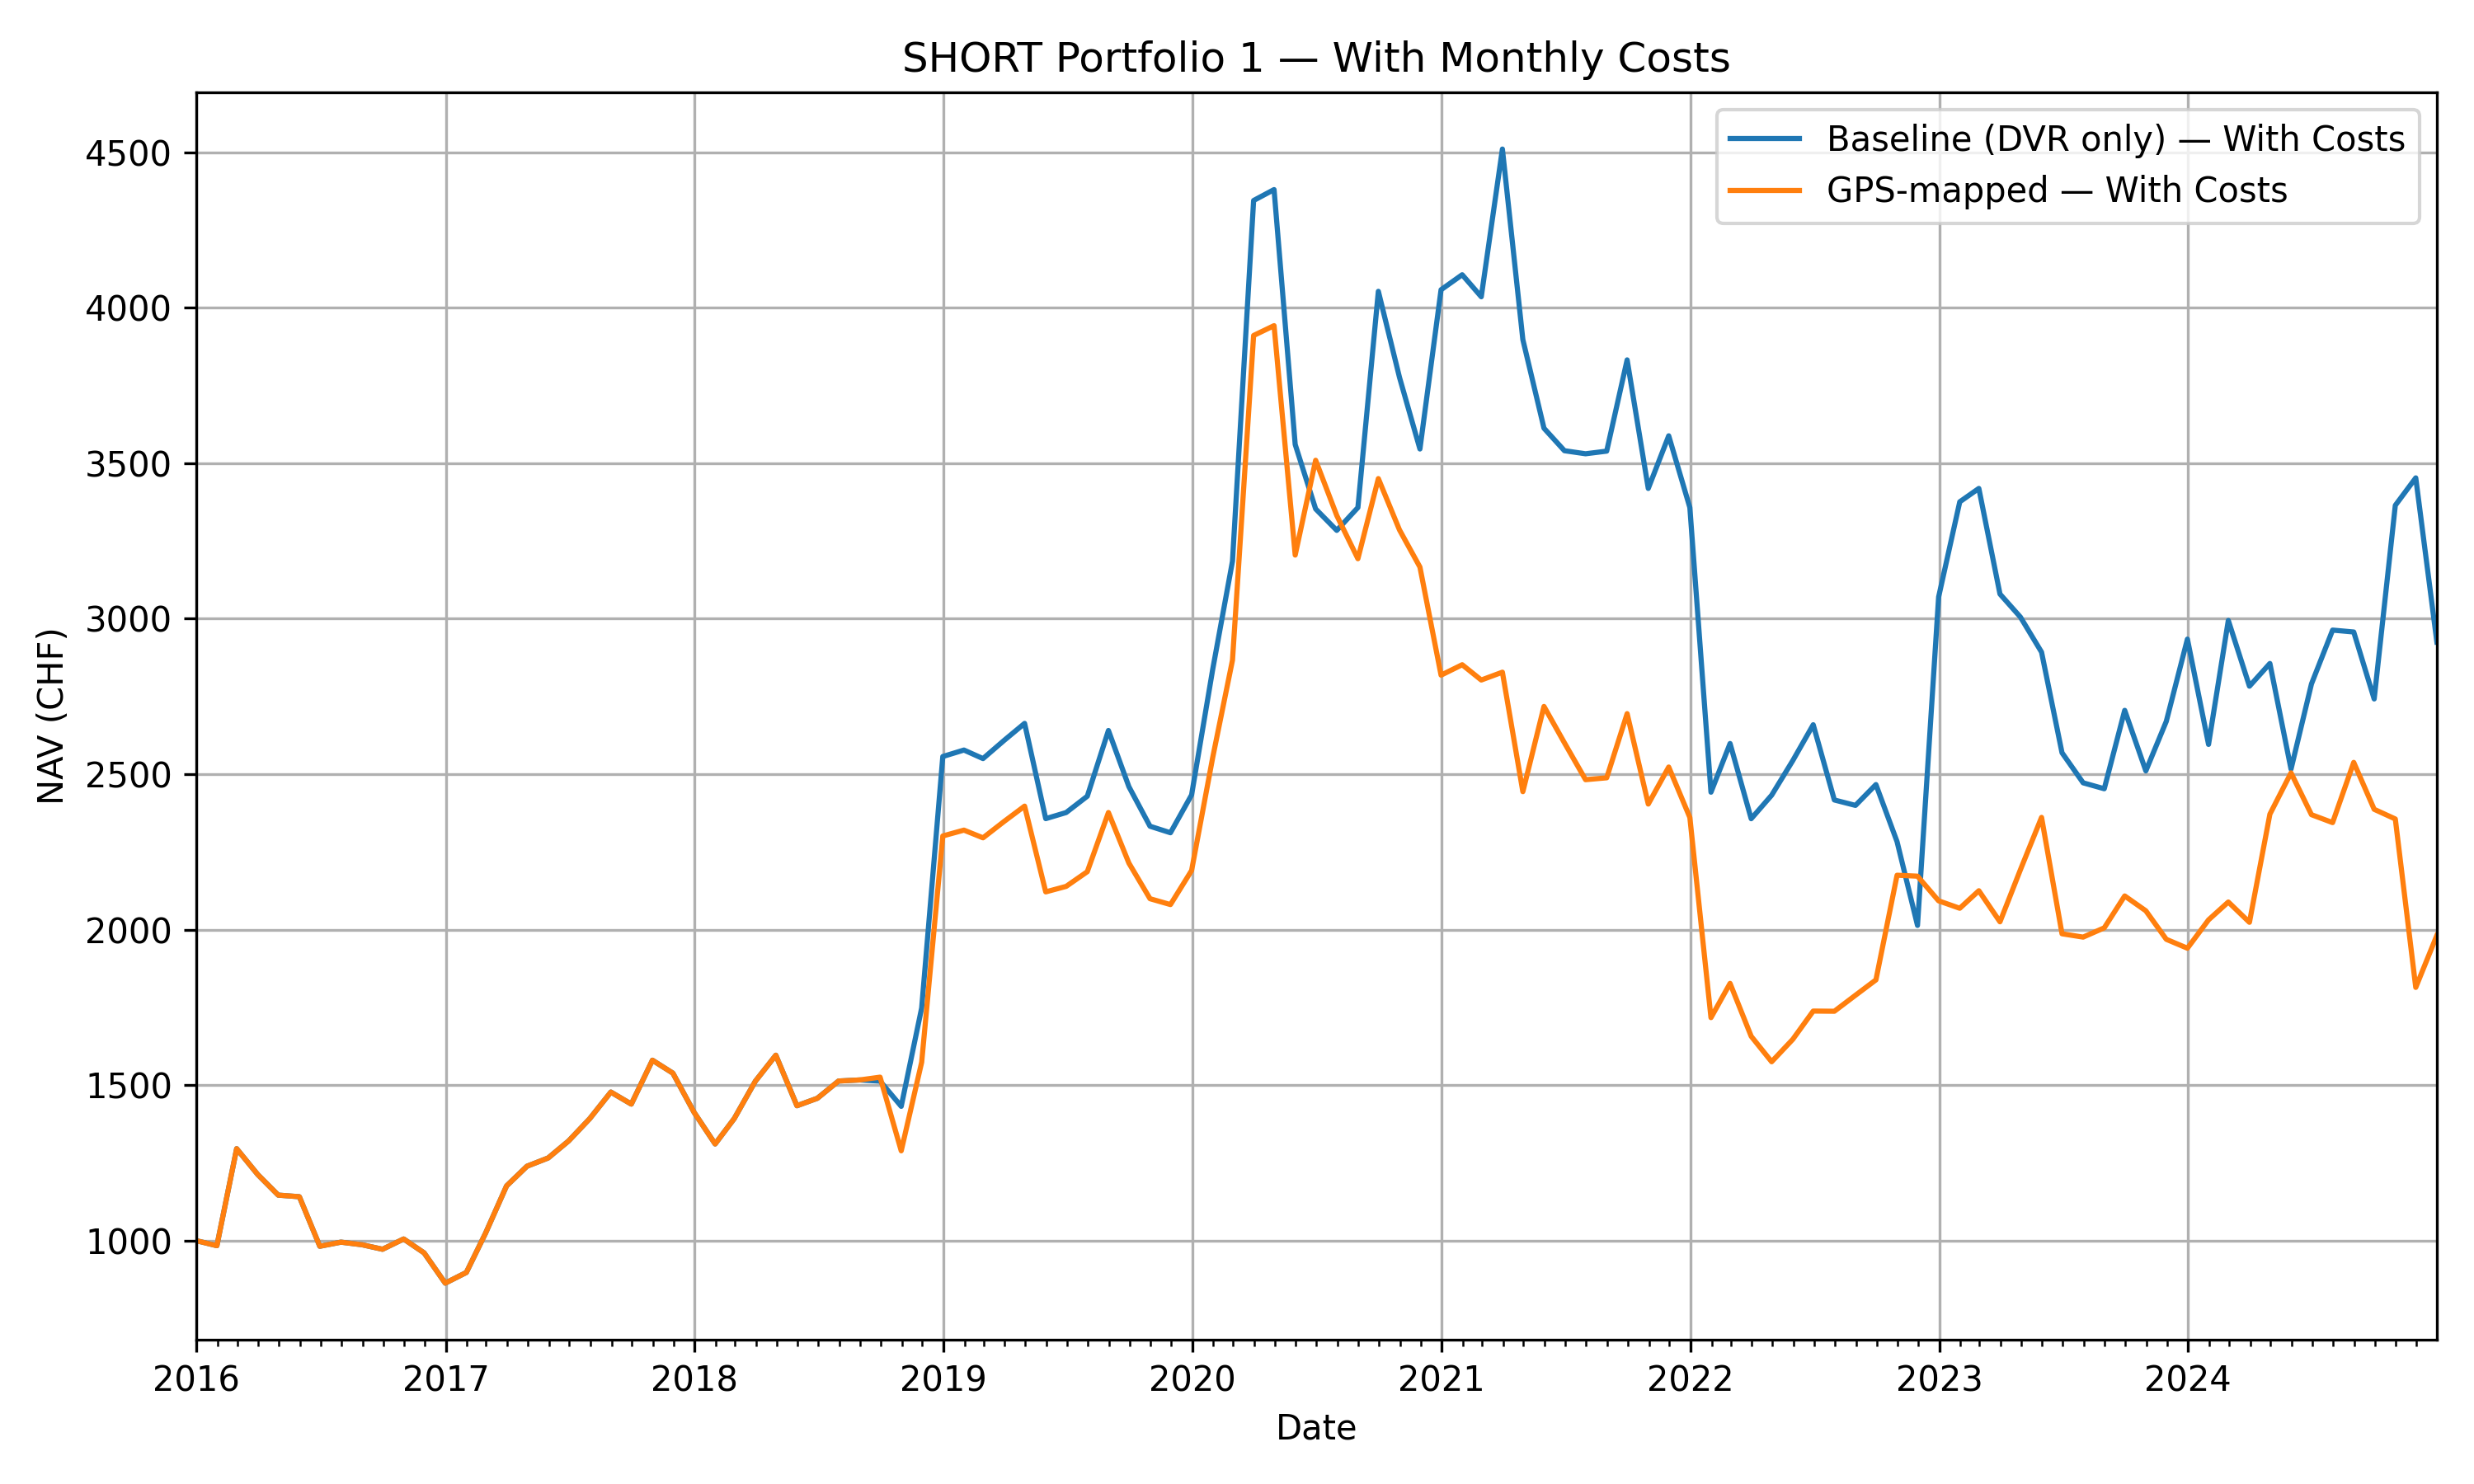 SHORT Portfolio 1 — With Monthly Costs
Baseline (DVR only) — With Costs
GPS-mapped — With Costs
NAV (CHF)
4500
4000
3500
3000
2500
2000
1500
1000
2016 2017 2018 2019 2020 2021 2022 2023 2024
Date